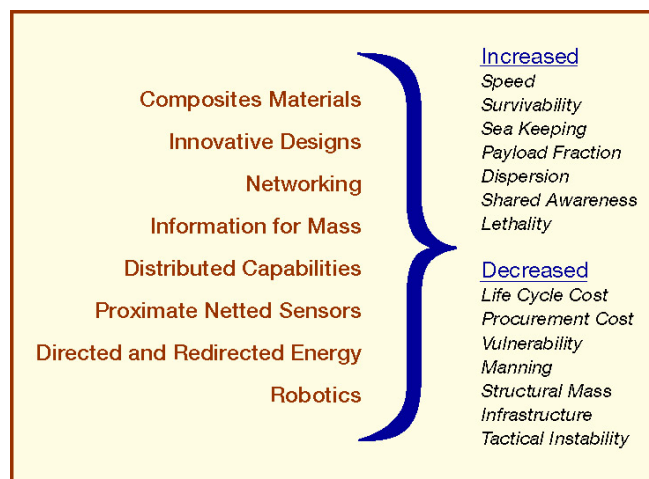 Composites Materials
Innovative Designs
Networking
Information for Mass
Distributed Capabilities
Proximate Netted Sensors
Directed and Redirected Energy
Robotics
Increased
Speed
Survivability
Sea Keeping
Payload Fraction
Dispersion
Shared Awareness
Lethality
Decreased
Life Cycle Cost
Procurement Cost
Vulnerability
Manning
Structural Mass
Infrastructure
Tactical Instability